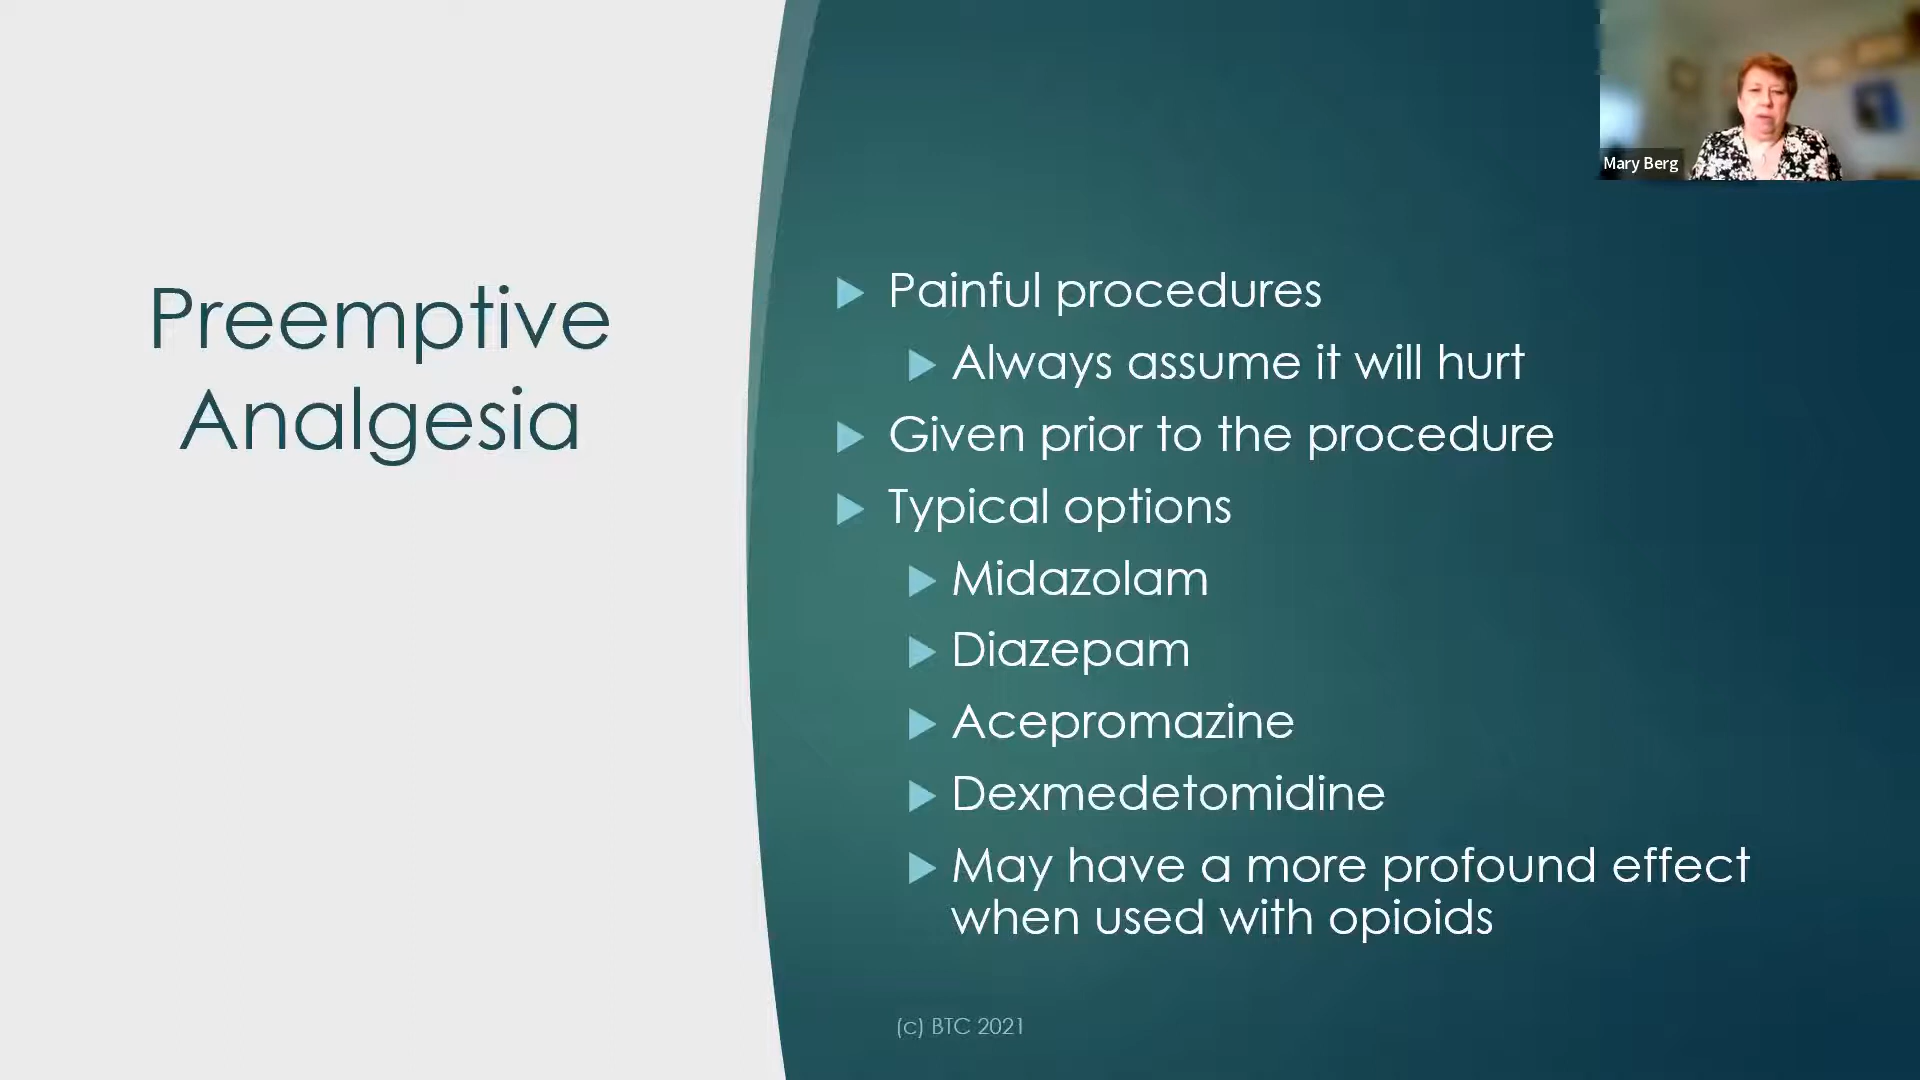 Mary Berg
Preemptive
Analgesia
Painful procedures
Always assume it will hurt
Given prior to the procedure
Typical options
Midazolam
Diazepam
Acepromazine
Dexmedetomidine
May have a more profound effect
when used with opioids
(c) BTC 2021